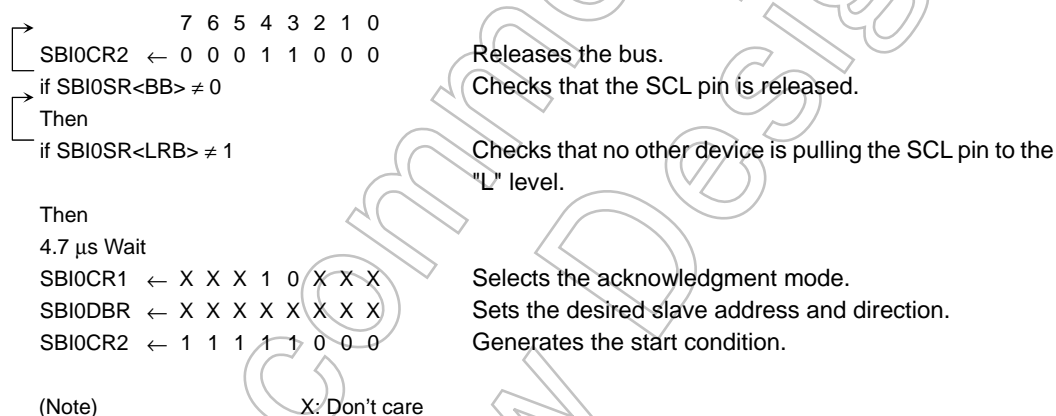 7 6 5 4 3 2 1 0
SBI0CR2 ← 0 0 0 1 1 0 0 0 Releases the bus.
if SBI0SR<BB> ≠ 0 Checks that the SCL pin is released.
Then
if SBI0SR<LRB> ≠ 1 Checks that no other device is pulling the SCL pin to the
"L" level.
Then
4.7 μs Wait
SBI0CR1 ← X X X 1 0 X X X Selects the acknowledgment mode.
SBI0DBR ← X X X X X X X X Sets the desired slave address and direction.
SBI0CR2 ← 1 1 1 1 1 0 0 0 Generates the start condition.
(Note) X: Don't care